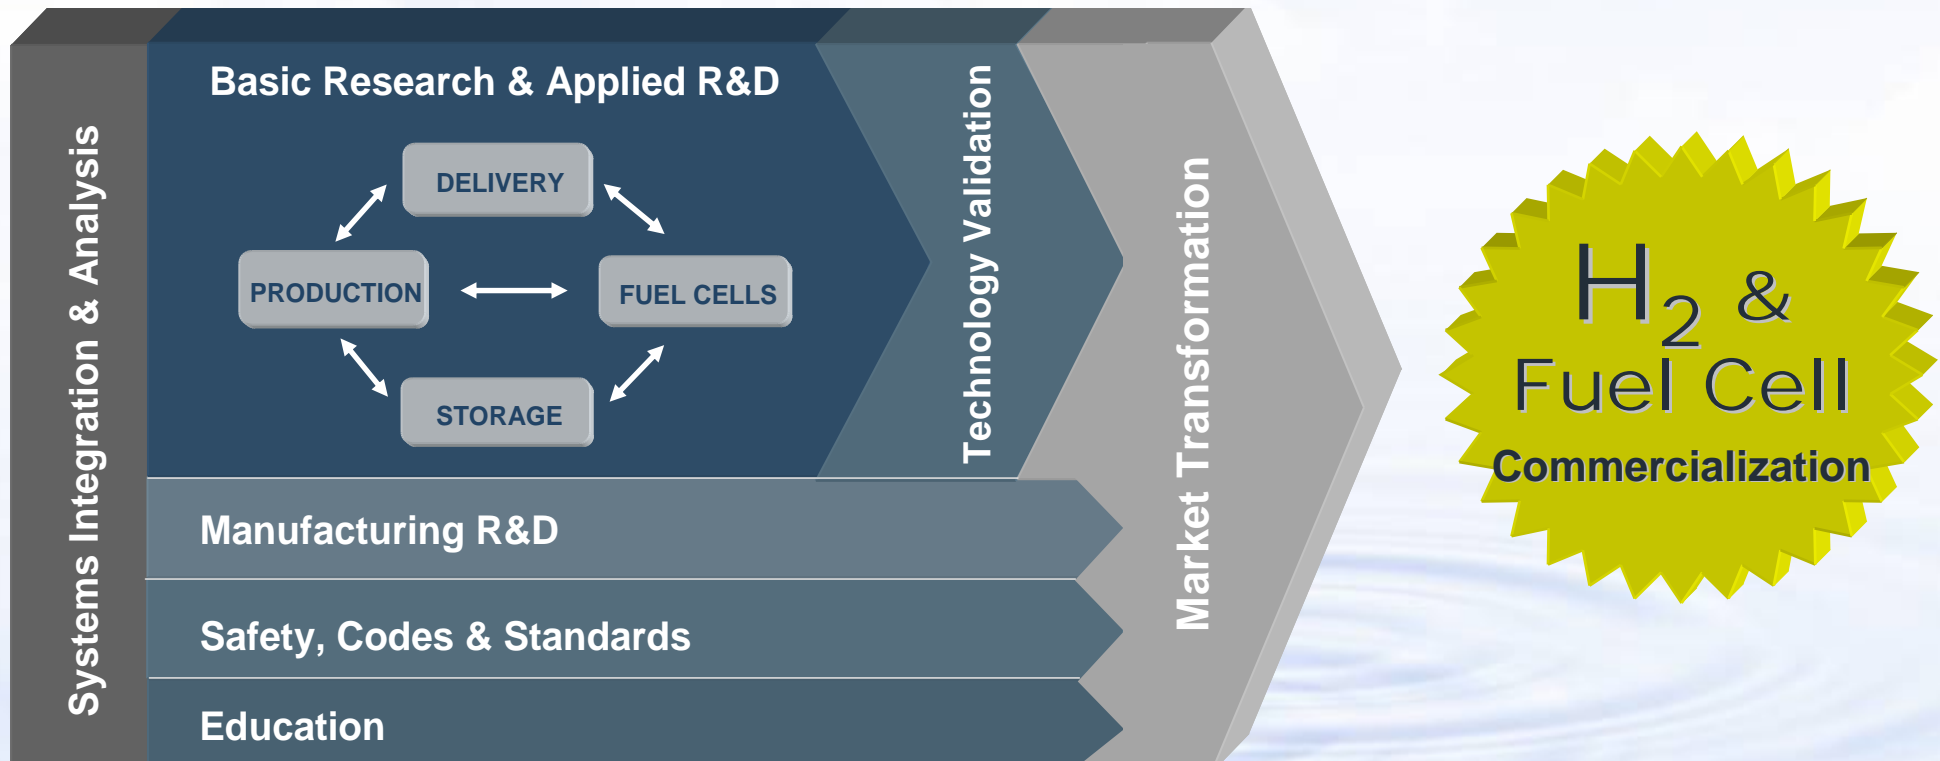 Systems Integration & Analysis
Basic Research & Applied R&D
DELIVERY
PRODUCTION
FUEL CELLS
STORAGE
Technology Validation
Manufacturing R&D
Safety, Codes & Standards
Education
Market Transformation
H2 &
Fuel Cell
Commercialization